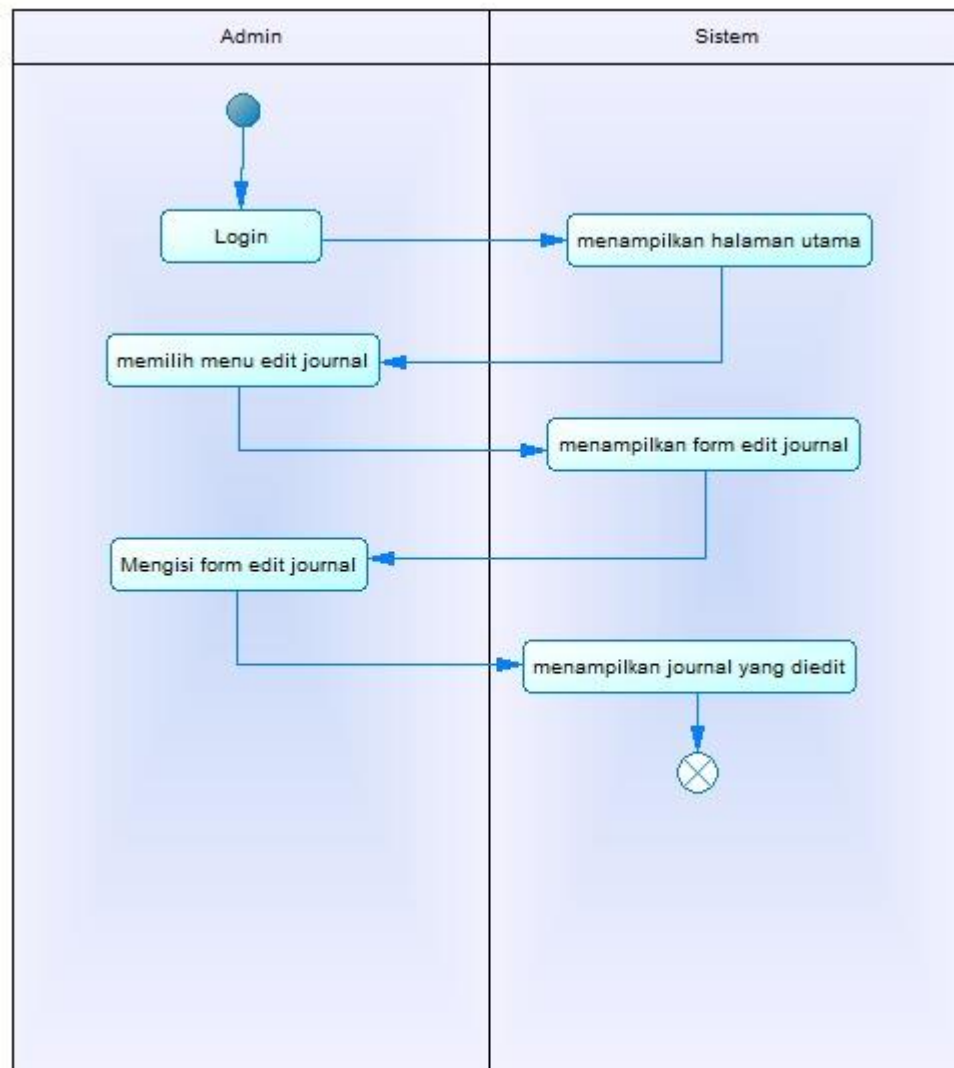 Admin
Sistem
Login
menampilkan halaman utama
memilih menu edit journal
menampilkan form edit journal
Mengisi form edit journal
menampilkan journal yang diedit